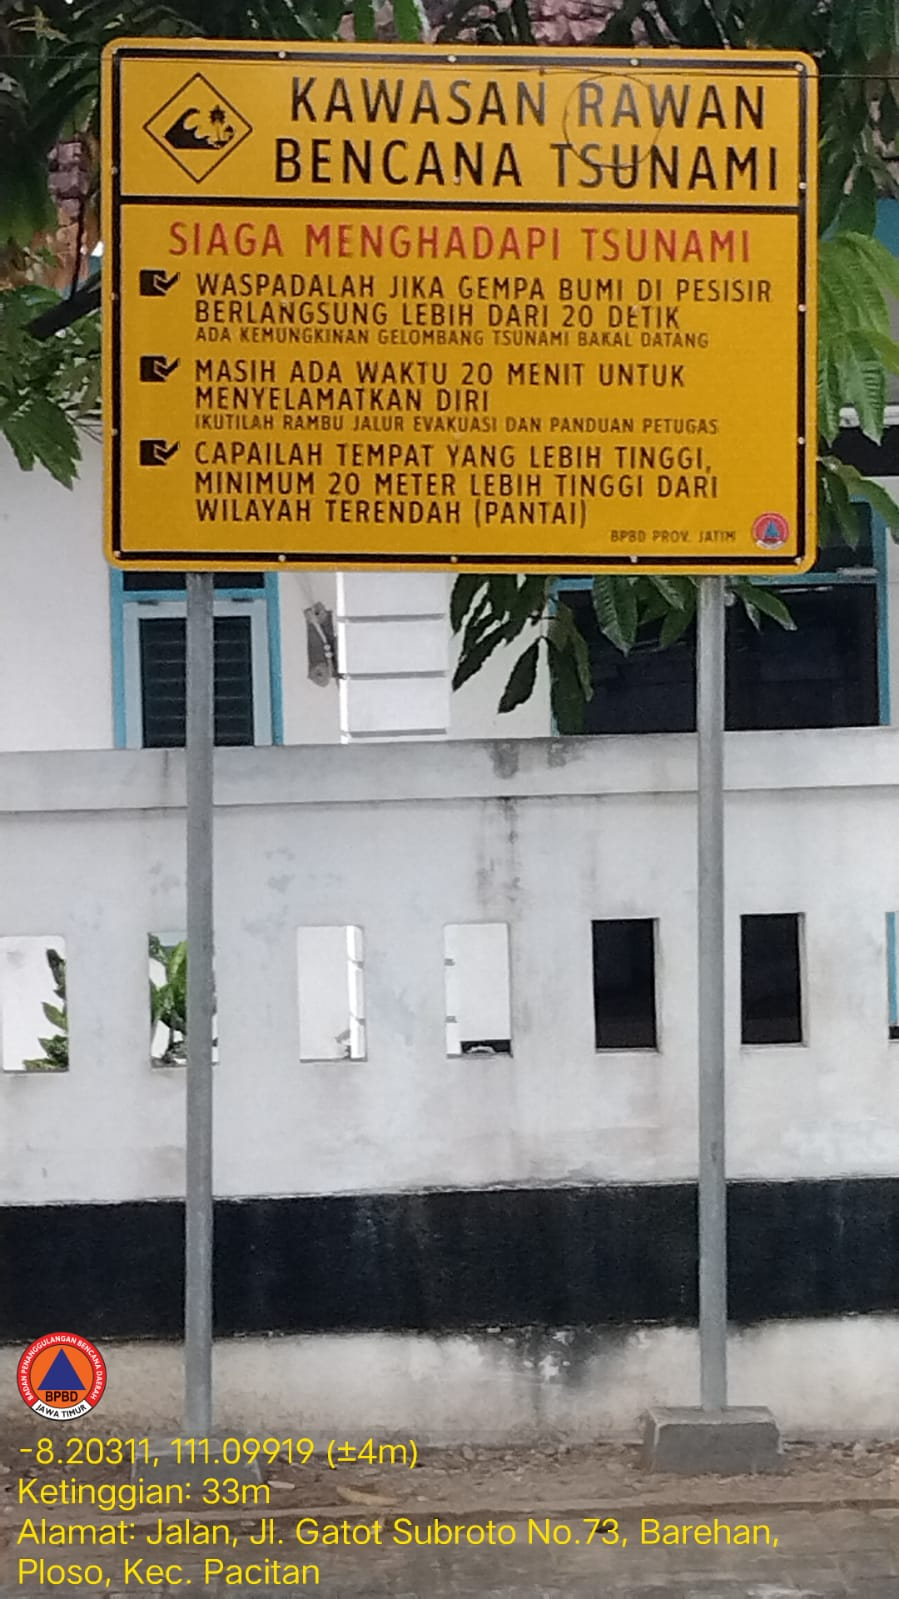 KAWASAN RAWAN
BENCANA TSUNAMI
SIAGA MENGHADAPI TSUNAMI
WASPADALAH JIKA GEMPA BUMI DI PESISIR
BERLANGSUNG LEBIH DARI 20 DETIK
ADA KEMUNGKINAN GELOMBANG TSUNAMI BAKAL DATANG
MASIH ADA WAKTU 20 MENIT UNTUK
MENYELAMATKAN DIRI
IKUTILAH RAMBU JALUR EVAKUASI DAN PANDUAN PETUGAS
CAPAILAH TEMPAT YANG LEBIH TINGGI,
MINIMUM 20 METER LEBIH TINGGI DARI
WILAYAH TERENDAH (PANTAI)
BPBD PROV. JATIM
BADAN PENANGGULANGAN BENCANA DAERAH
BPBD
JAWA TIMUR
-8.20311, 111.09919 (±4m)
Ketinggian: 33m
Alamat: Jalan, Jl. Gatot Subroto No.73, Barehan,
Ploso, Kec. Pacitan